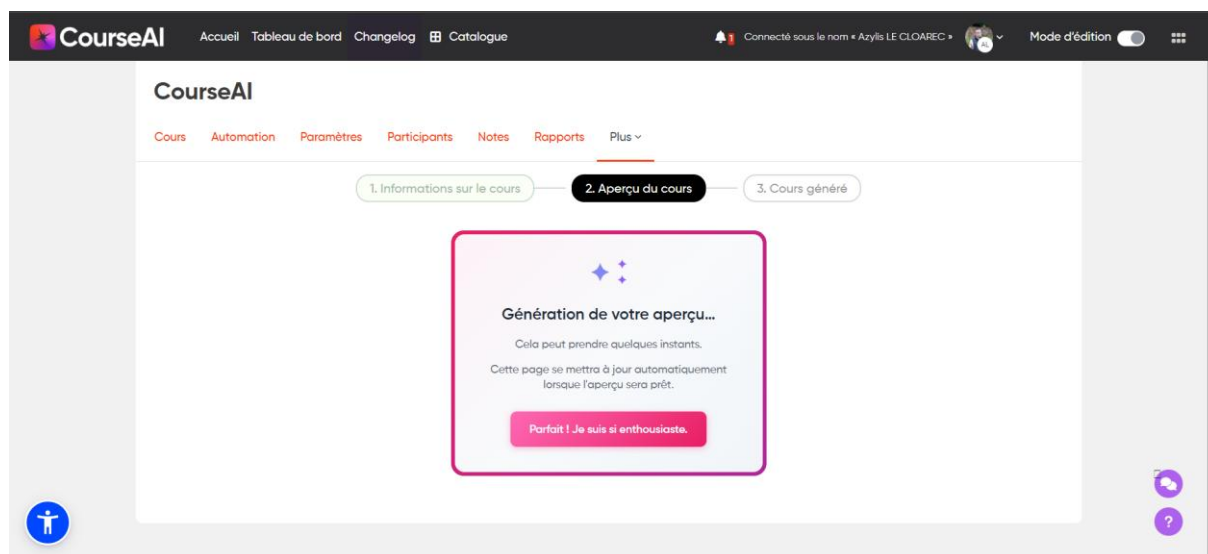 CourseAI
Accueil Tableau de bord Changelog Catalogue
1 Connecté sous le nom « Azylis LE CLOAREC » AL Mode d'édition
CourseAI
Cours Automation Paramètres Participants Notes Rapports Plus
1. Informations sur le cours 2. Aperçu du cours 3. Cours généré
Génération de votre aperçu...
Cela peut prendre quelques instants.
Cette page se mettra à jour automatiquement
lorsque l'aperçu sera prêt.
Parfait ! Je suis si enthousiaste.
?